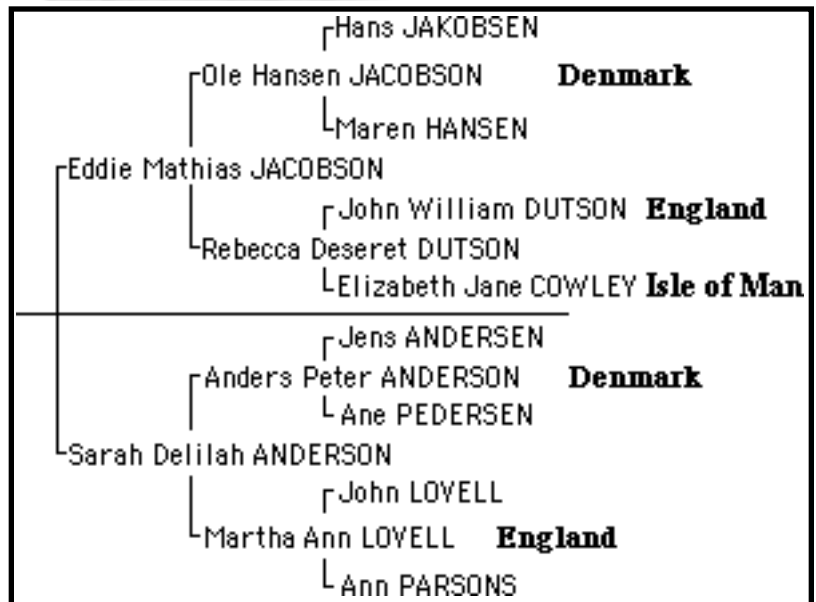 Hans JAKOBSEN
Ole Hansen JACOBSON Denmark
Maren HANSEN
Eddie Mathias JACOBSON
John William DUTSON England
Rebecca Deseret DUTSON
Elizabeth Jane COWLEY Isle of Man
Jens ANDERSEN
Anders Peter ANDERSON Denmark
Ane PEDERSEN
Sarah Delilah ANDERSON
John LOVELL
Martha Ann LOVELL England
Ann PARSONS